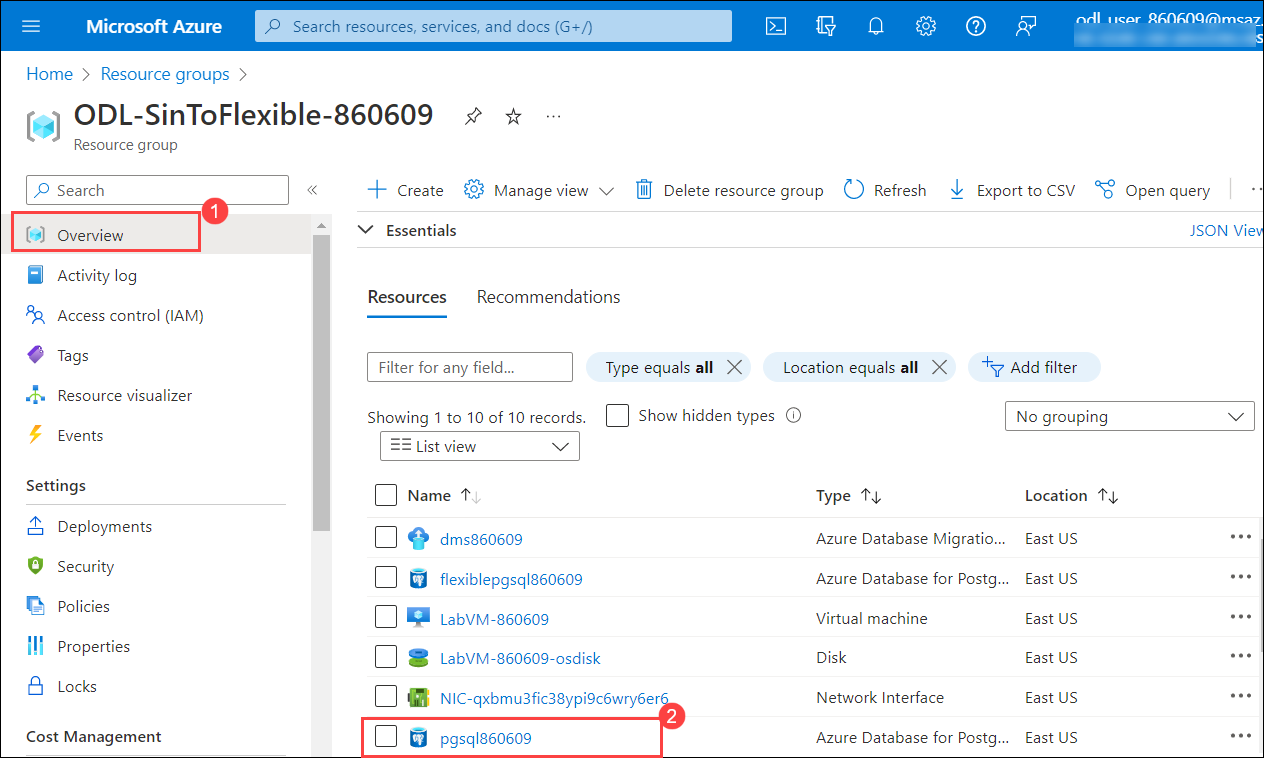 Microsoft Azure
Search resources, services, and docs (G+/)
odl_user_860609@msaz
Home > Resource groups >
ODL-SinToFlexible-860609
Resource group
Search
«
Create
Manage view
Delete resource group
Refresh
Export to CSV
Open query
1
Overview
Activity log
Access control (IAM)
Tags
Resource visualizer
Events
Settings
Deployments
Security
Policies
Properties
Locks
Cost Management
Essentials
JSON View
Resources
Recommendations
Filter for any field...
Type equals all
Location equals all
Add filter
Showing 1 to 10 of 10 records.
Show hidden types
No grouping
List view
Name Type Location
dms860609 Azure Database Migratio... East US
flexiblepgsql860609 Azure Database for Postg... East US
LabVM-860609 Virtual machine East US
LabVM-860609-osdisk Disk East US
NIC-qxbmu3fic38ypi9c6wry6er6 Network Interface East US
2
pgsql860609 Azure Database for Postg... East US